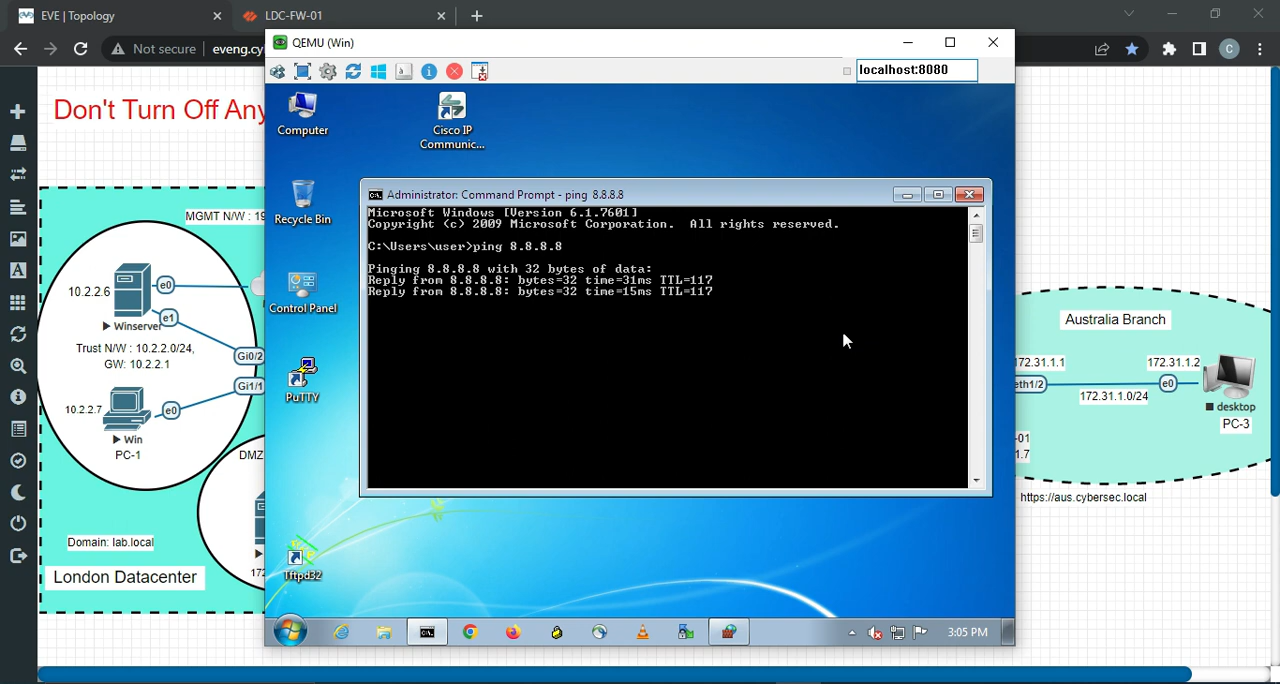 EVE | Topology
LDC-FW-01
Not secure
eveng.cy
C
QEMU (Win)
localhost:8080
Don't Turn Off Any
Computer
Cisco IP
Communic...
Recycle Bin
Control Panel
PuTTY
Tftpd32
Administrator: Command Prompt - ping 8.8.8.8
Microsoft Windows [Version 6.1.7601]
Copyright (c) 2009 Microsoft Corporation. All rights reserved.
C:\Users\user>ping 8.8.8.8
Pinging 8.8.8.8 with 32 bytes of data:
Reply from 8.8.8.8: bytes=32 time=31ms TTL=117
Reply from 8.8.8.8: bytes=32 time=15ms TTL=117
3:05 PM
MGMT N/W : 19
10.2.2.6
e0
e1
Winserver
Trust N/W : 10.2.2.0/24,
GW: 10.2.2.1
Gi0/2
Gi1/1
10.2.2.7
e0
Win
PC-1
DMZ
172
Domain: lab.local
London Datacenter
Australia Branch
172.31.1.1
172.31.1.2
eth1/2
e0
172.31.1.0/24
desktop
PC-3
-01
1.7
https://aus.cybersec.local